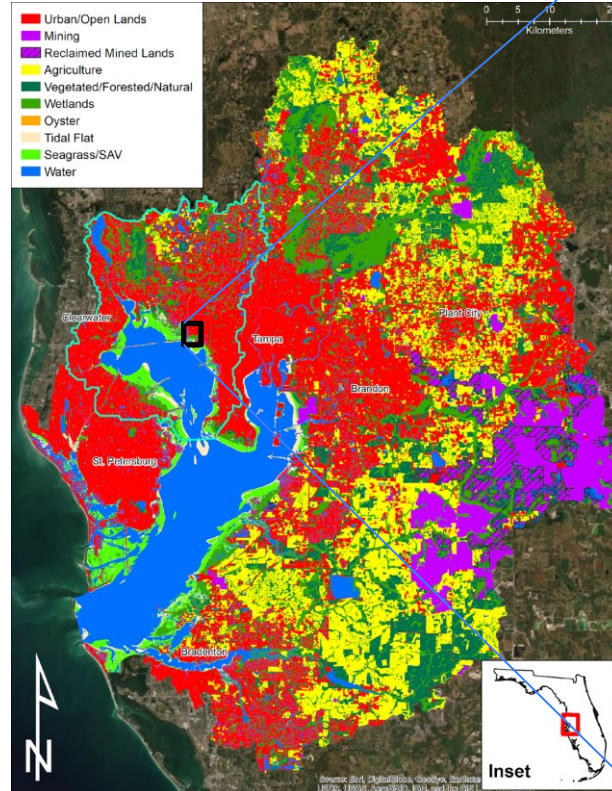 Urban/Open Lands
Mining
Reclaimed Mined Lands
Agriculture
Vegetated/Forested/Natural
Wetlands
Oyster
Tidal Flat
Seagrass/SAV
Water
0 5 10 20
Kilometers
Clearwater
Tampa
Plant City
Brandon
St. Petersburg
Bradenton
N
Inset
Source: Esri, DigitalGlobe, GeoEye, Earthstar